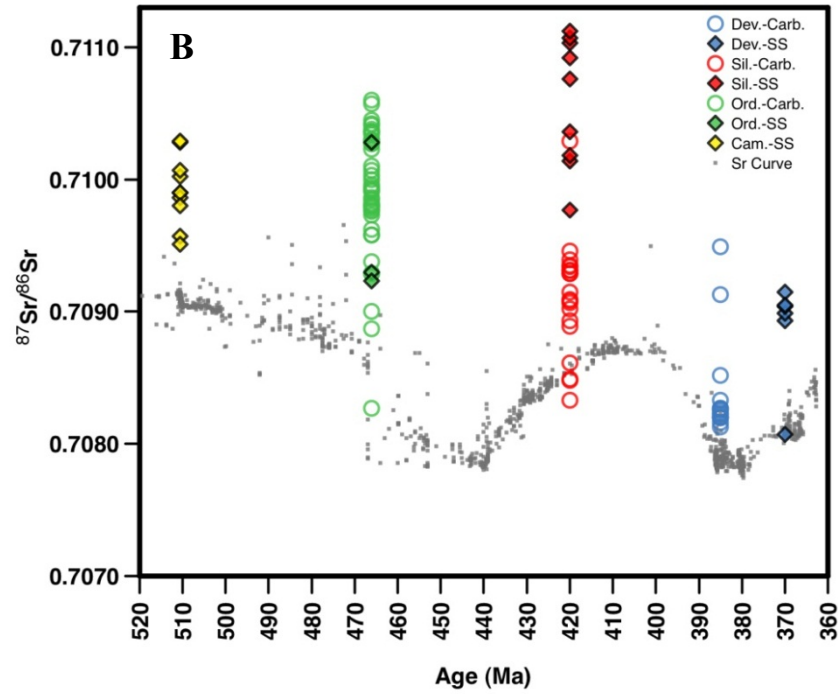 B
Dev.-Carb.
Dev.-SS
Sil.-Carb.
Sil.-SS
Ord.-Carb.
Ord.-SS
Cam.-SS
Sr Curve
0.7110
0.7100
0.7090
0.7080
0.7070
87Sr/86Sr
520 510 500 490 480 470 460 450 440 430 420 410 400 390 380 370 360
Age (Ma)